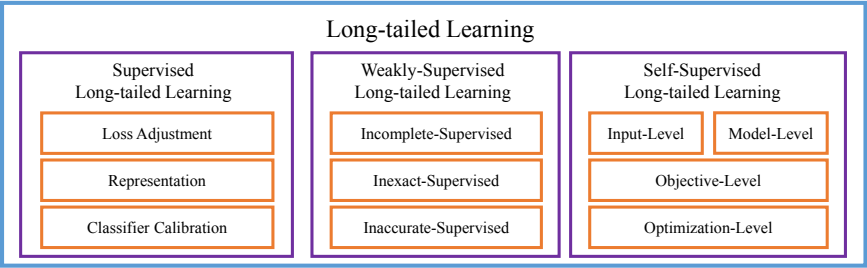 Long-tailed Learning
Supervised
Long-tailed Learning
Loss Adjustment
Representation
Classifier Calibration
Weakly-Supervised
Long-tailed Learning
Incomplete-Supervised
Inexact-Supervised
Inaccurate-Supervised
Self-Supervised
Long-tailed Learning
Input-Level
Model-Level
Objective-Level
Optimization-Level